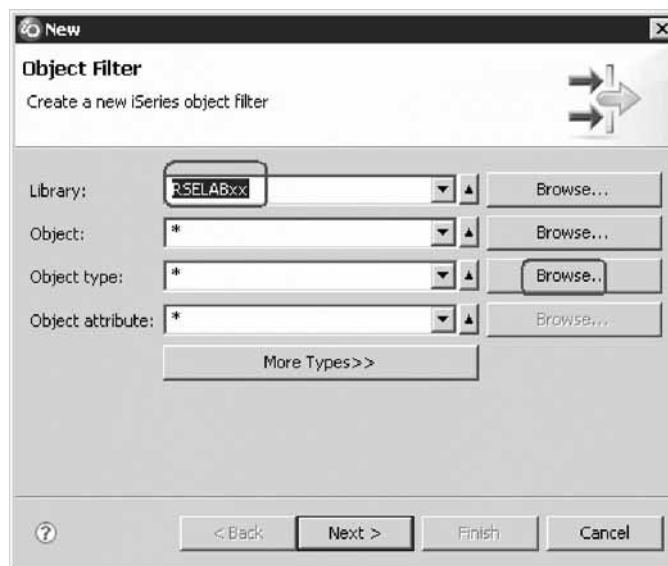 New
Object Filter
Create a new iSeries object filter
Library: RSELABxx Browse...
Object: * Browse...
Object type: * Browse..
Object attribute: * Browse...
More Types>>
? < Back Next > Finish Cancel